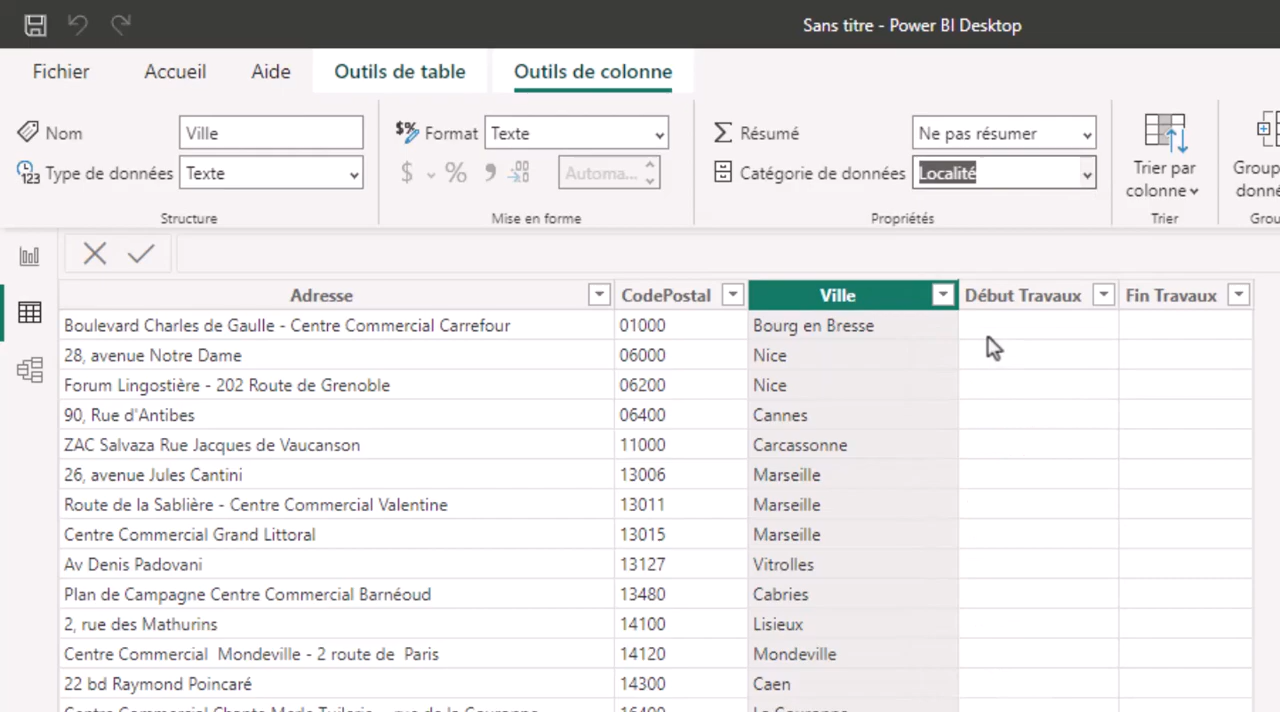 Sans titre - Power BI Desktop
Fichier Accueil Aide Outils de table Outils de colonne
Nom Ville $% Format Texte Résumé Ne pas résumer
Type de données Texte $ % Automa... Catégorie de données Localité Trier par colonne
Structure Mise en forme Propriétés Trier
Adresse CodePostal Ville Début Travaux Fin Travaux
Boulevard Charles de Gaulle - Centre Commercial Carrefour 01000 Bourg en Bresse
28, avenue Notre Dame 06000 Nice
Forum Lingostière - 202 Route de Grenoble 06200 Nice
90, Rue d'Antibes 06400 Cannes
ZAC Salvaza Rue Jacques de Vaucanson 11000 Carcassonne
26, avenue Jules Cantini 13006 Marseille
Route de la Sablière - Centre Commercial Valentine 13011 Marseille
Centre Commercial Grand Littoral 13015 Marseille
Av Denis Padovani 13127 Vitrolles
Plan de Campagne Centre Commercial Barnéoud 13480 Cabries
2, rue des Mathurins 14100 Lisieux
Centre Commercial Mondeville - 2 route de Paris 14120 Mondeville
22 bd Raymond Poincaré 14300 Caen